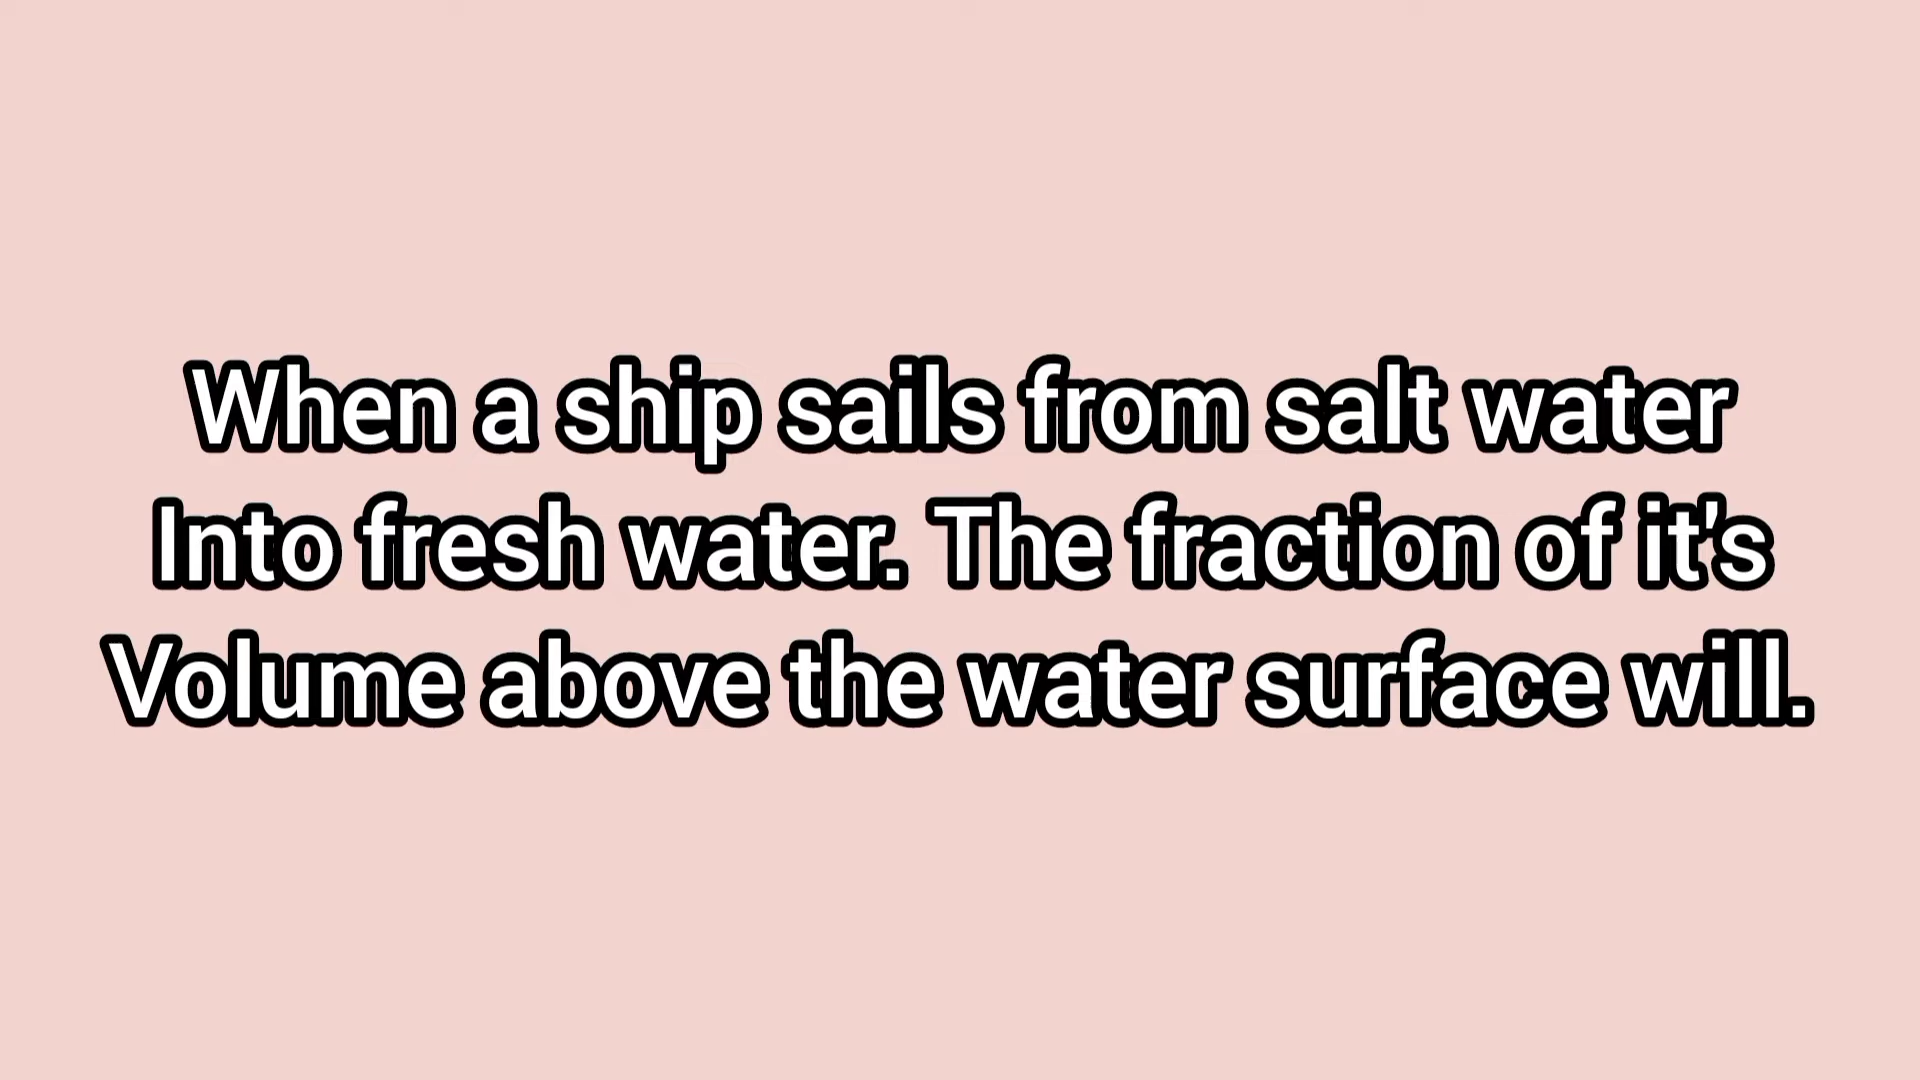 When a ship sails from salt water
Into fresh water. The fraction of it's
Volume above the water surface will.